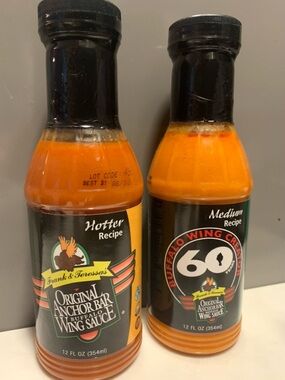 LOT CODE
BEST BY
Hotter
Recipe
Frank & Teressa's
ORIGINAL
ANCHOR BAR
BUFFALO
WING SAUCE
12 FL OZ (354ml)
Medium
Recipe
BUFFALO WING
60
ORIGINAL
ANCHOR BAR
WING SAUCE
12 FL OZ (354ml)